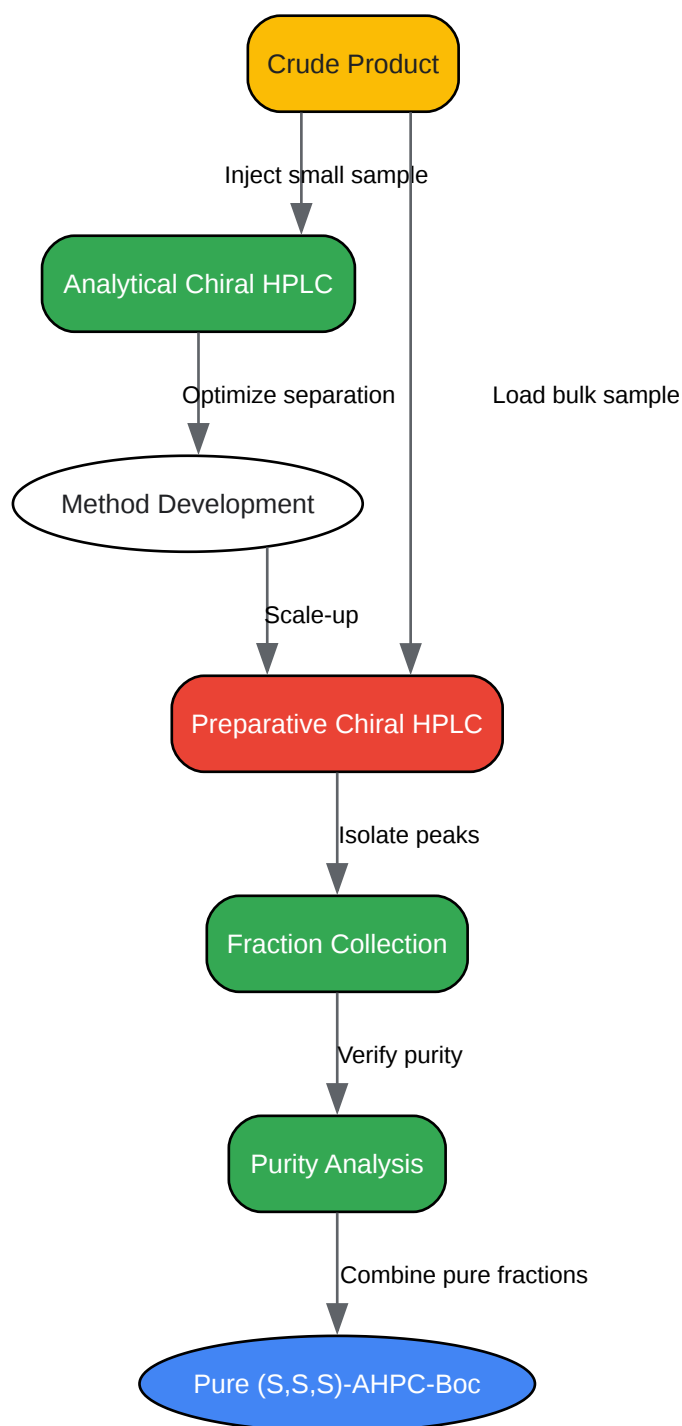 Crude Product
Inject small sample
Analytical Chiral HPLC
Optimize separation
Load bulk sample
Method Development
Scale-up
Preparative Chiral HPLC
Isolate peaks
Fraction Collection
Verify purity
Purity Analysis
Combine pure fractions
Pure (S,S,S)-AHPC-Boc